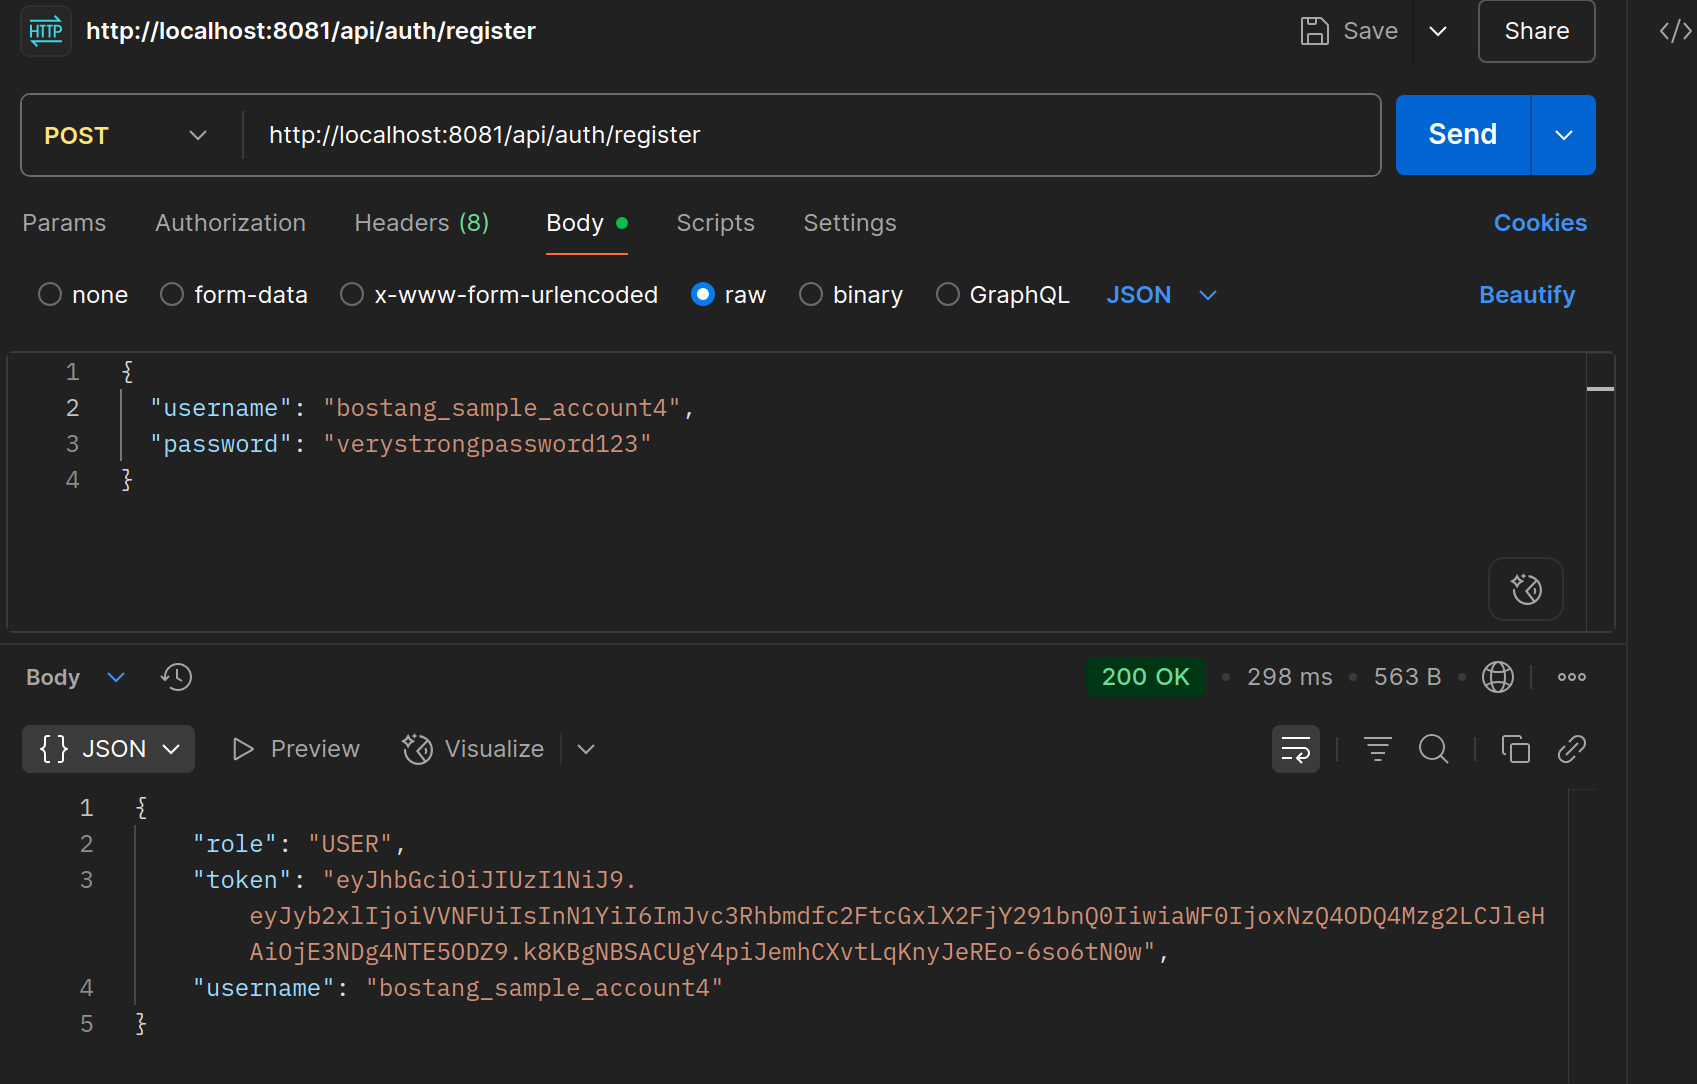 HTTP http://localhost:8081/api/auth/register Save Share
POST http://localhost:8081/api/auth/register Send
Params Authorization Headers (8) Body Scripts Settings Cookies
none form-data x-www-form-urlencoded raw binary GraphQL JSON Beautify
1 {
2 "username": "bostang_sample_account4",
3 "password": "verystrongpassword123"
4 }
Body 200 OK • 298 ms • 563 B •
{} JSON Preview Visualize
1 {
2 "role": "USER",
3 "token": "eyJhbGciOiJIUzI1NiJ9.
eyJyb2xlIjoiVVNFUiIsInN1YiI6ImJvc3Rhbmdfc2FtcGxlX2FjY291bnQ0IiwiaWF0IjoxNzQ4ODQ4Mzg2LCJleH
AiOjE3NDg4NTE5ODZ9.k8KBgNBSACUgY4piJemhCXvtLqKnyJeREo-6so6tN0w",
4 "username": "bostang_sample_account4"
5 }